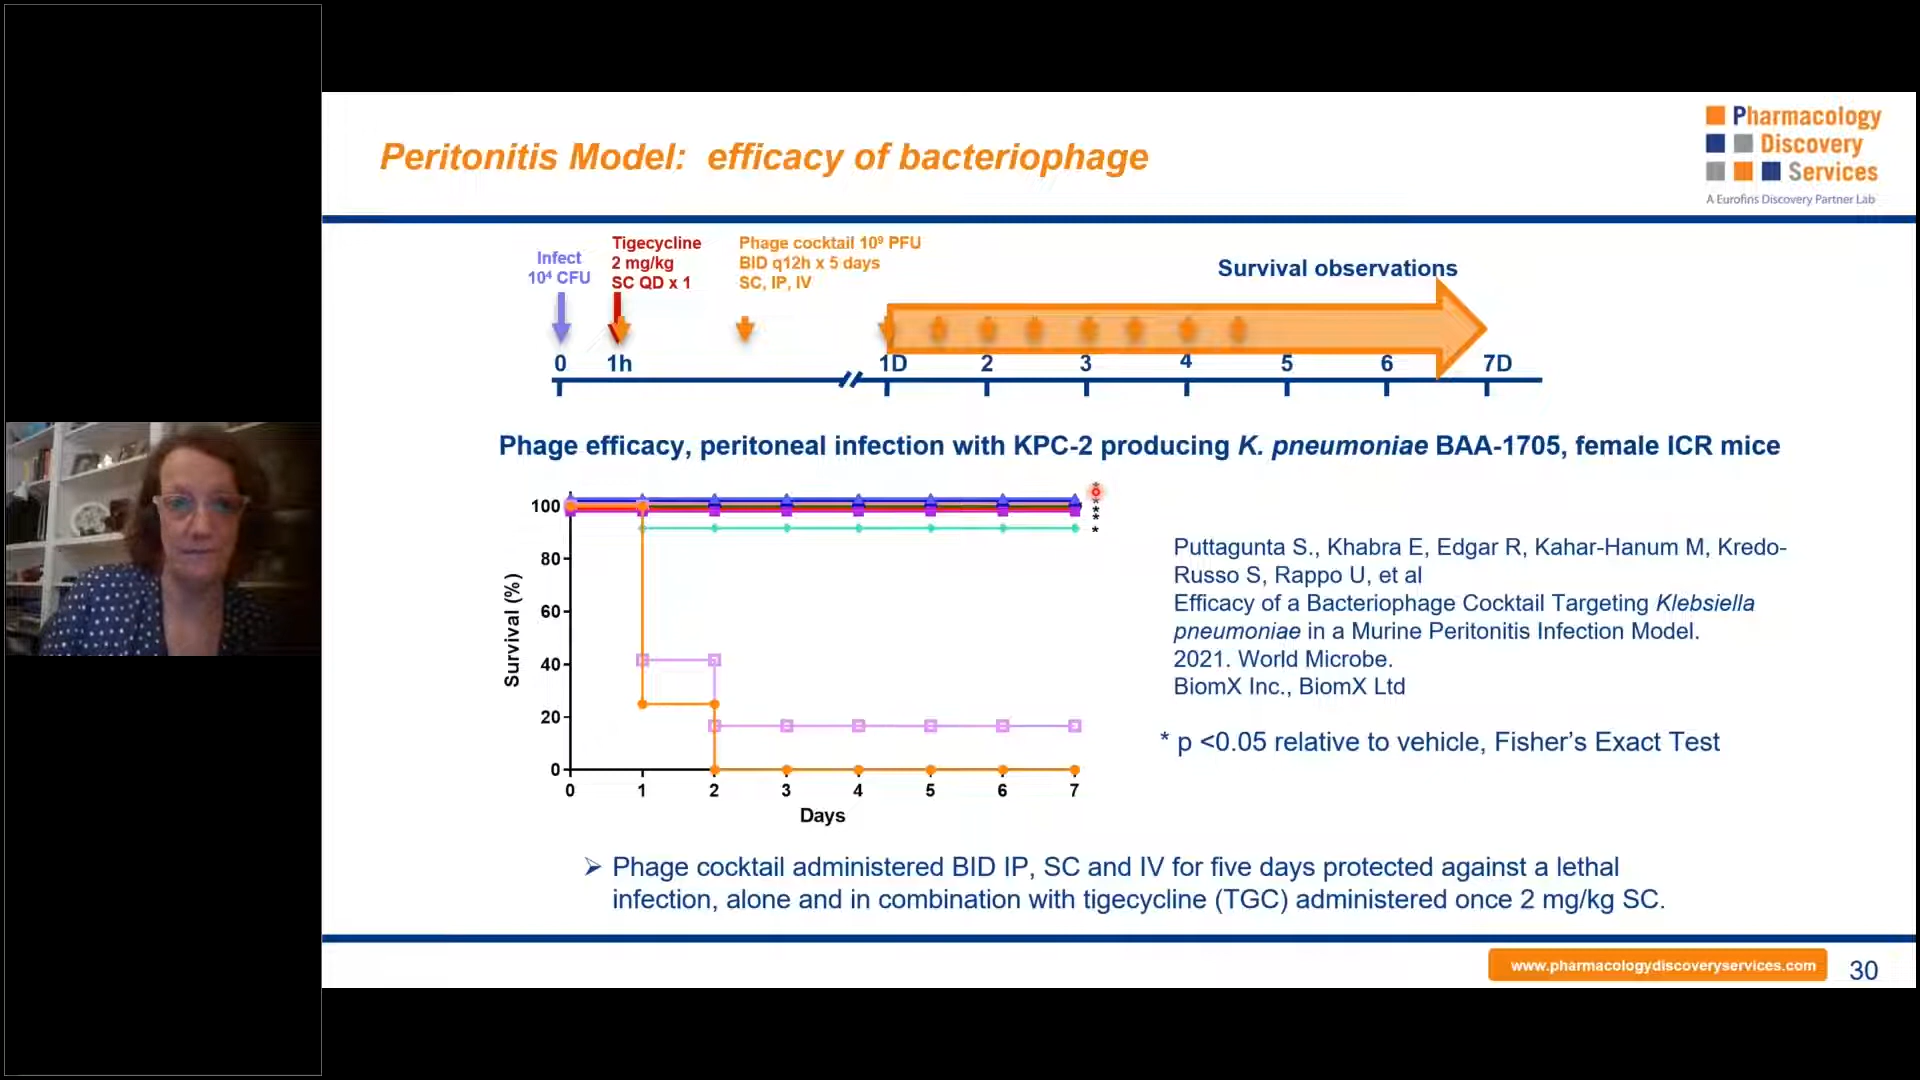 Peritonitis Model: efficacy of bacteriophage
Pharmacology
Discovery
Services
A Eurofins Discovery Partner Lab
Infect
10⁴ CFU
Tigecycline
2 mg/kg
SC QD x 1
Phage cocktail 10⁹ PFU
BID q12h x 5 days
SC, IP, IV
Survival observations
0 1h 1D 2 3 4 5 6 7D
Phage efficacy, peritoneal infection with KPC-2 producing K. pneumoniae BAA-1705, female ICR mice
Survival (%)
100
80
60
40
20
0
0 1 2 3 4 5 6 7
Days
* * * *
Puttagunta S., Khabra E, Edgar R, Kahar-Hanum M, Kredo-
Russo S, Rappo U, et al
Efficacy of a Bacteriophage Cocktail Targeting Klebsiella
pneumoniae in a Murine Peritonitis Infection Model.
2021. World Microbe.
BiomX Inc., BiomX Ltd
* p <0.05 relative to vehicle, Fisher's Exact Test
➢ Phage cocktail administered BID IP, SC and IV for five days protected against a lethal
infection, alone and in combination with tigecycline (TGC) administered once 2 mg/kg SC.
www.pharmacologydiscoveryservices.com
30